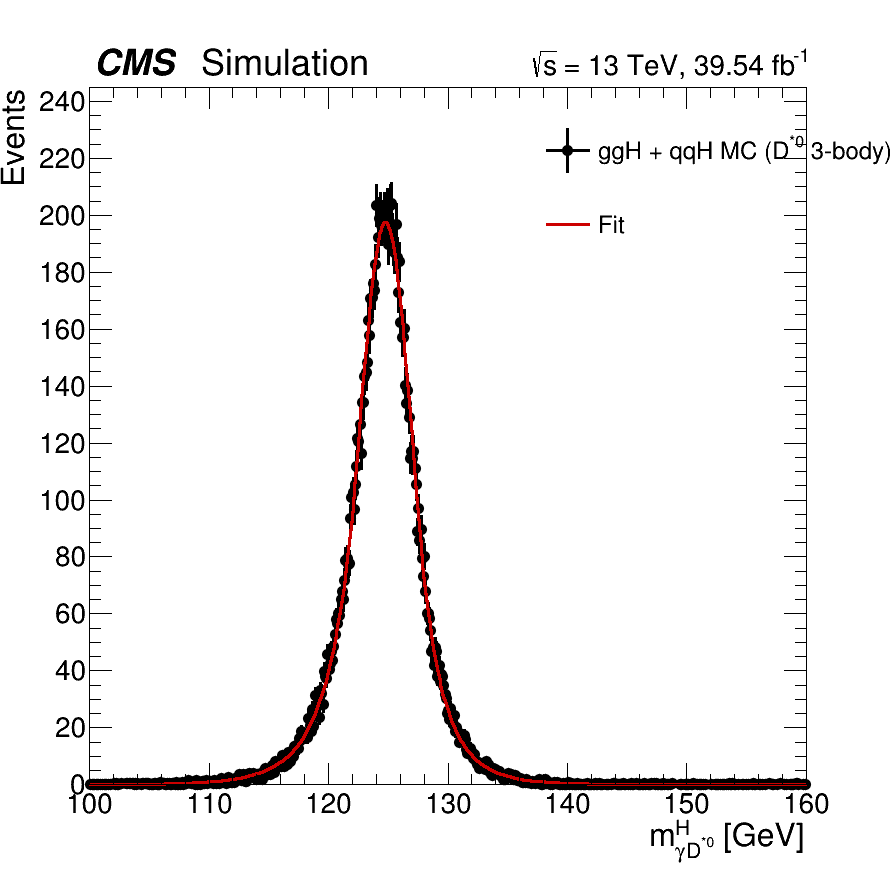 CMS Simulation
√s = 13 TeV, 39.54 fb⁻¹
Events
240
220
200
180
160
140
120
100
80
60
40
20
0
ggH + qqH MC (D*⁰ 3-body)
Fit
100 110 120 130 140 150 160
m^H_γD*⁰ [GeV]